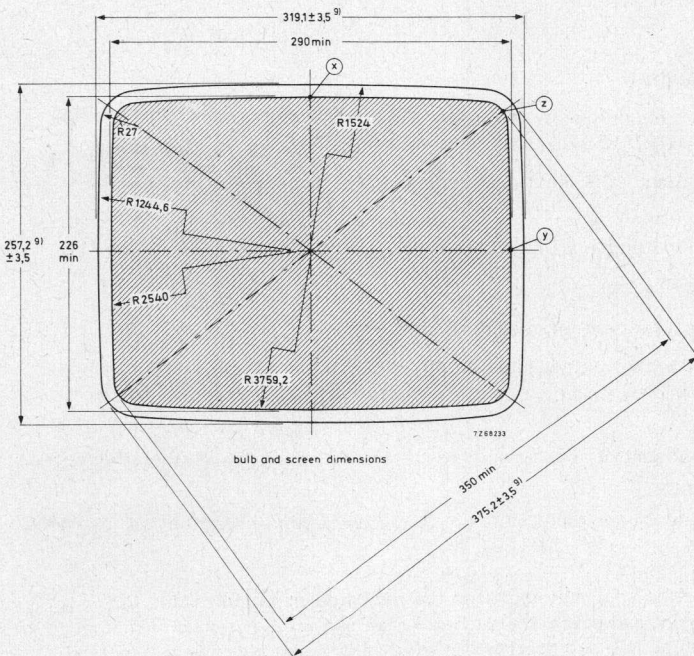 319,1±3,5 9)
290 min
x
z
R1524
R27
R1244,6
257,2 9)
±3,5
226
min
y
R2540
R3759,2
7Z68233
bulb and screen dimensions
350 min
375,2±3,5 9)